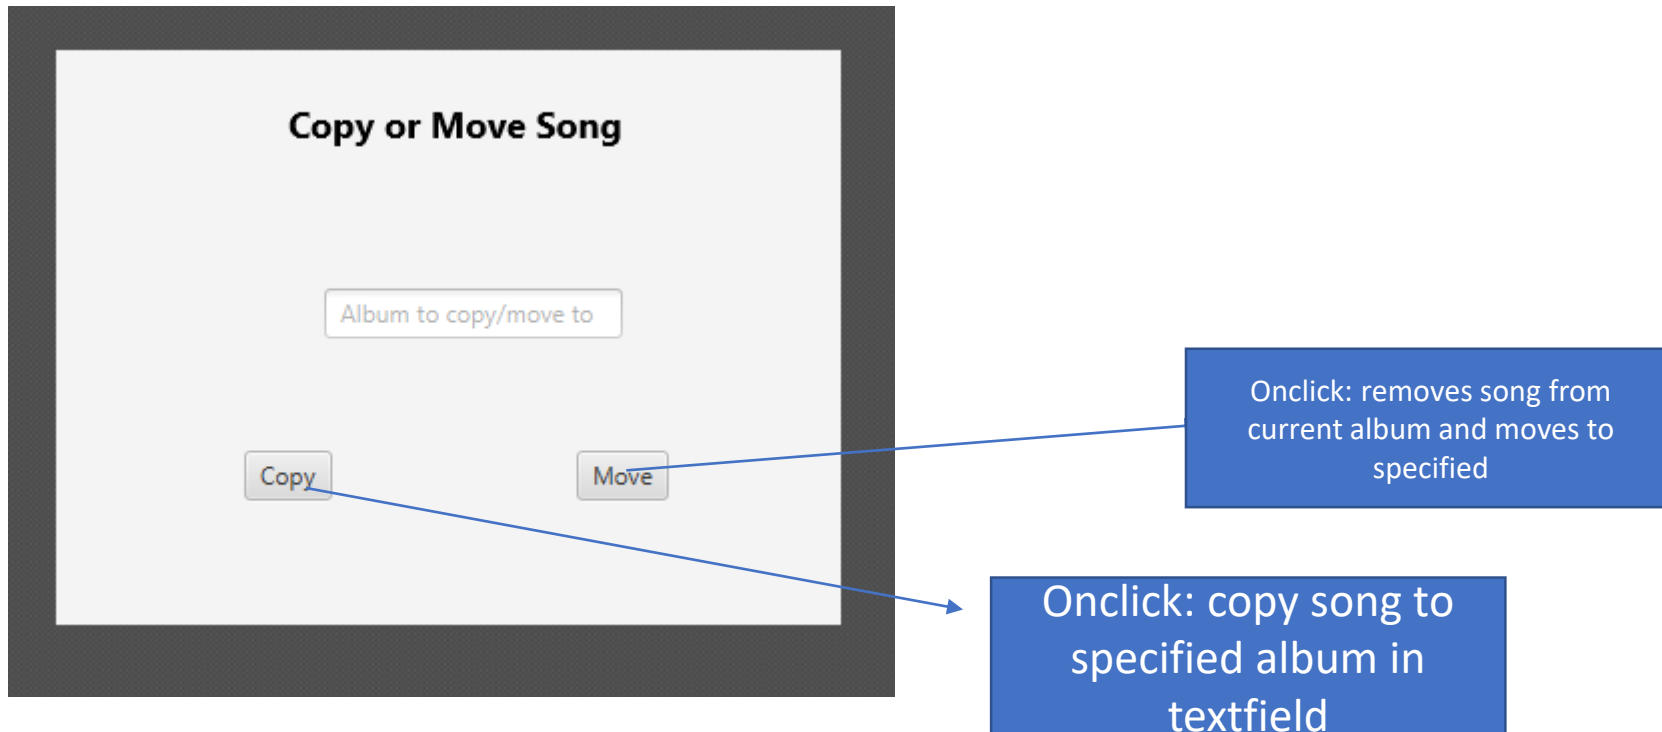 Copy or Move Song
Album to copy/move to
Copy
Move
Onclick: removes song from
current album and moves to
specified
Onclick: copy song to
specified album in
textfield